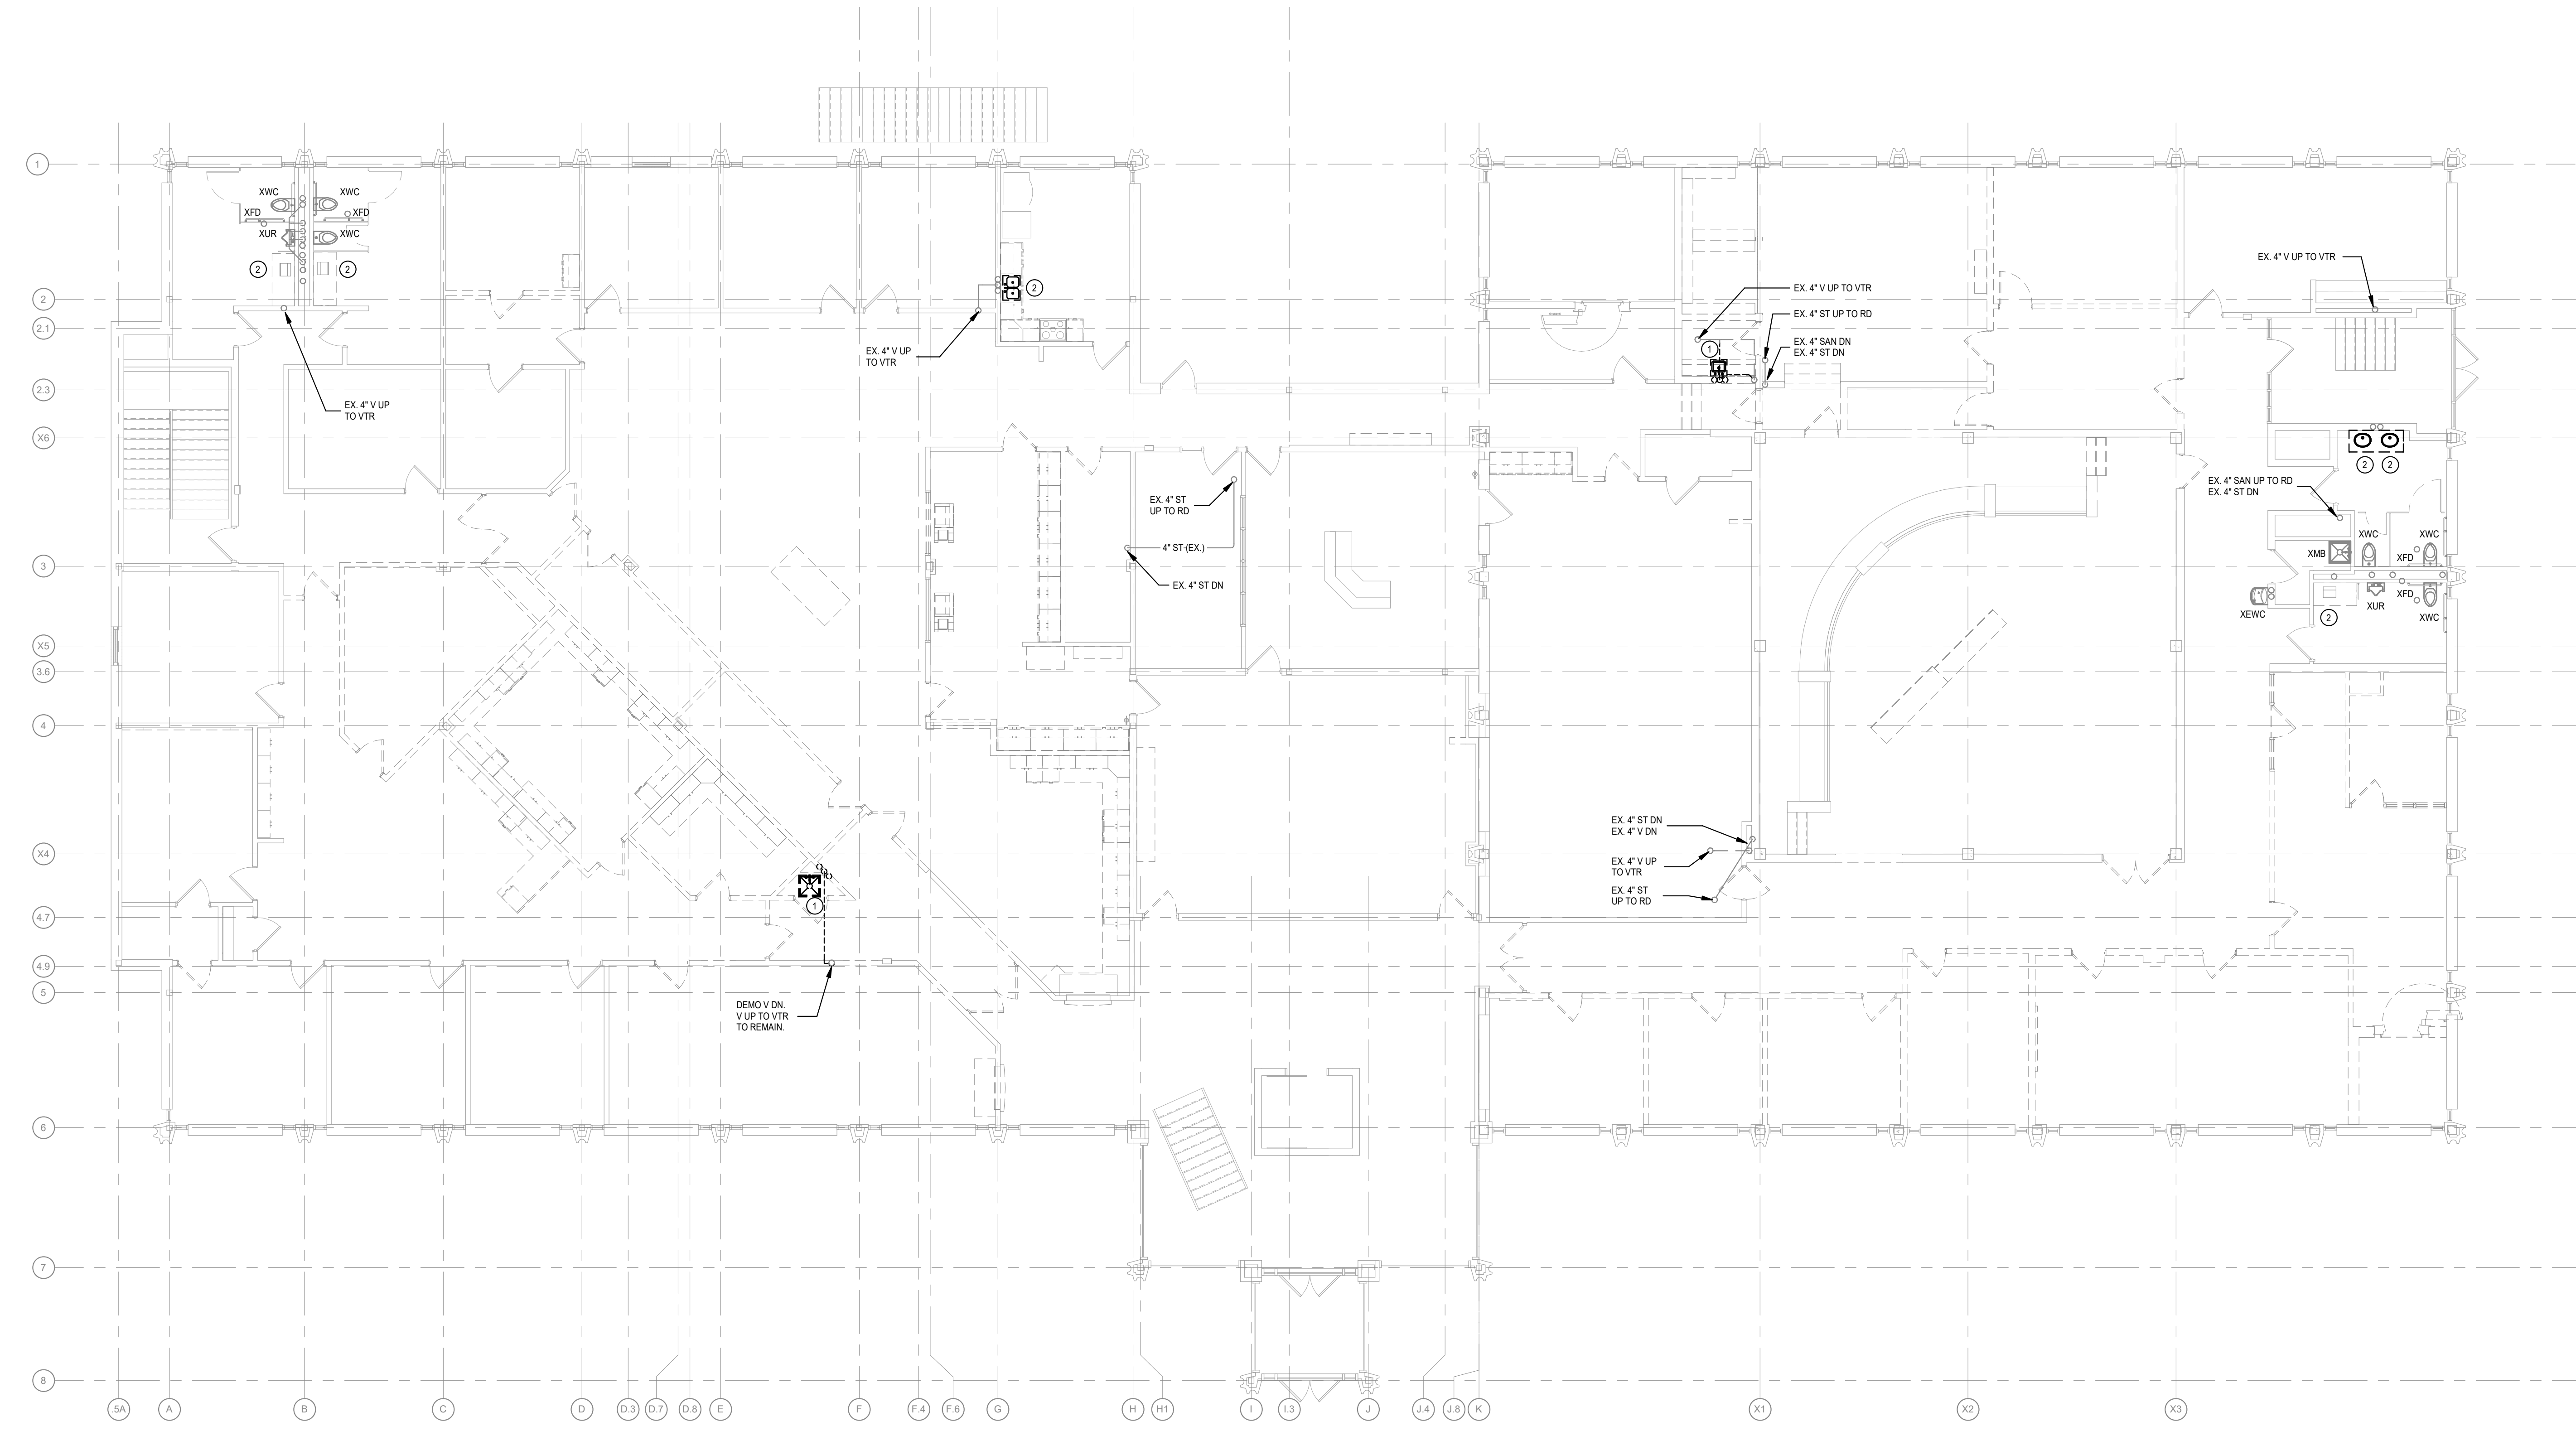 1
XWC
XWC
XFD
XFD
XUR
XWC
2
2
EX. 4" V UP TO VTR
2
EX. 4" V UP TO VTR
2
2.1
EX. 4" ST UP TO RD
EX. 4" SAN DN
EX. 4" ST DN
1
EX. 4" V UP
TO VTR
2.3
EX. 4" V UP
TO VTR
X6
2
2
EX. 4" SAN UP TO RD
EX. 4" ST DN
EX. 4" ST
UP TO RD
XWC
XWC
4" ST (EX.)
XMB
XFD
3
EX. 4" ST DN
XFD
XUR
XEWC
XWC
2
X5
3.6
4
EX. 4" ST DN
EX. 4" V DN
X4
EX. 4" V UP
TO VTR
EX. 4" ST
UP TO RD
1
4.7
4.9
5
DEMO V DN.
V UP TO VTR
TO REMAIN.
6
7
8
.5A
A
B
C
D
D.3
D.7
D.8
E
F
F.4
F.6
G
H
H1
I
I.3
J
J.4
J.8
K
X1
X2
X3